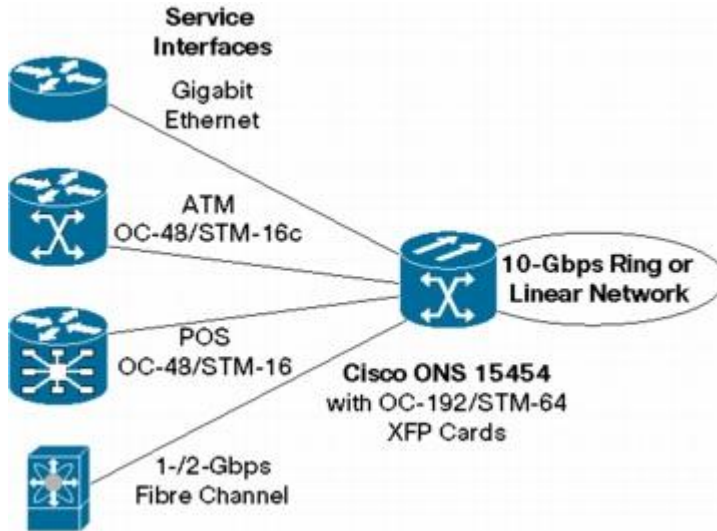 Service
Interfaces
Gigabit
Ethernet
ATM
OC-48/STM-16c
10-Gbps Ring or
Linear Network
POS
OC-48/STM-16
Cisco ONS 15454
with OC-192/STM-64
XFP Cards
1-/2-Gbps
Fibre Channel